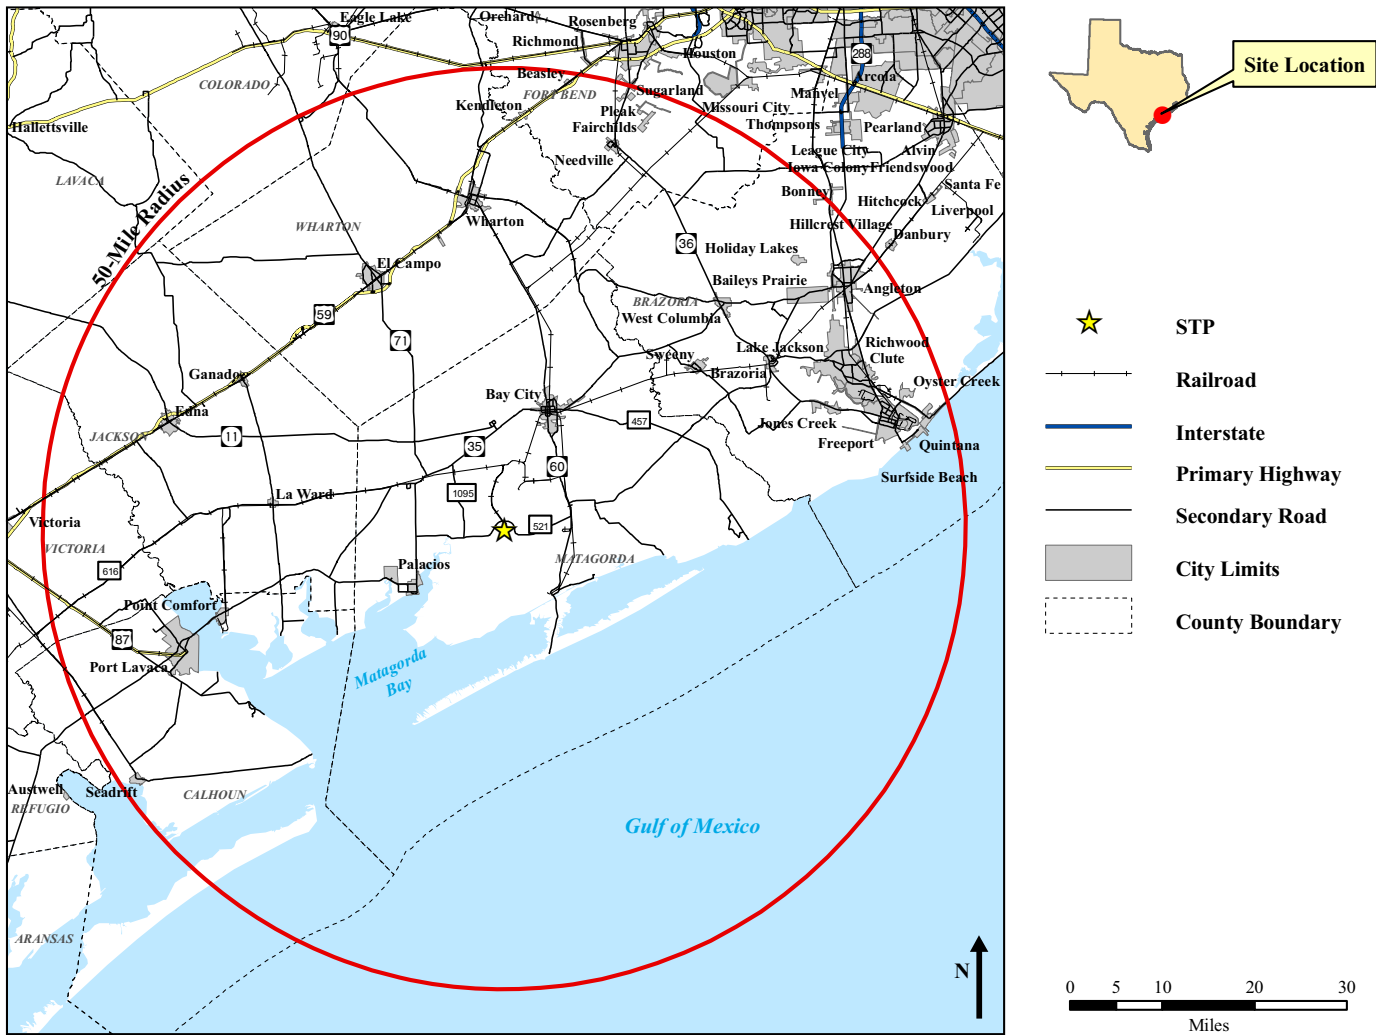 Eagle Lake
Orchard
Rosenberg
90
Richmond
Houston
288
COLORADO
Beasley
FORT BEND
Sugarland
Arcola
Manvel
Kendleton
Missouri City
Hallettsville
Pleak
Fairchilds
Thompsons
Pearland
Needville
League City
Alvin
Iowa Colony
Friendswood
LAVACA
50-Mile Radius
Bonney
Santa Fe
Hitchcock
Liverpool
WHARTON
Wharton
Hillcrest Village
Danbury
36
Holiday Lakes
El Campo
Baileys Prairie
Angleton
BRAZORIA
West Columbia
59
71
Lake Jackson
Richwood
Clute
Sweeny
Brazoria
Ganado
Oyster Creek
Bay City
Edna
457
Jones Creek
JACKSON
11
35
Freeport
Quintana
60
Surfside Beach
La Ward
1095
Victoria
521
VICTORIA
MATAGORDA
616
Palacios
Point Comfort
87
Port Lavaca
Matagorda
Bay
Austwell
Seadrift
CALHOUN
REFUGIO
Gulf of Mexico
ARANSAS
N
Site Location
STP
Railroad
Interstate
Primary Highway
Secondary Road
City Limits
County Boundary
0 5 10 20 30
Miles